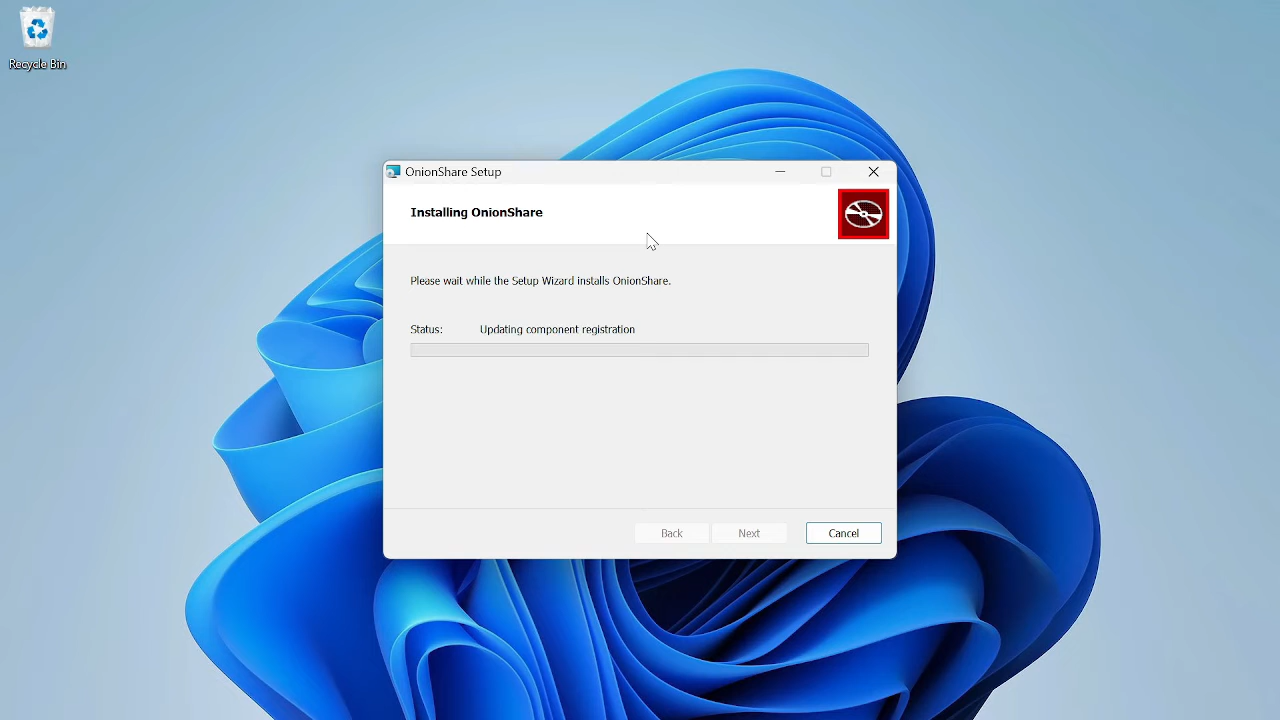 Recycle Bin
OnionShare Setup
Installing OnionShare
Please wait while the Setup Wizard installs OnionShare.
Status: Updating component registration
Back Next Cancel